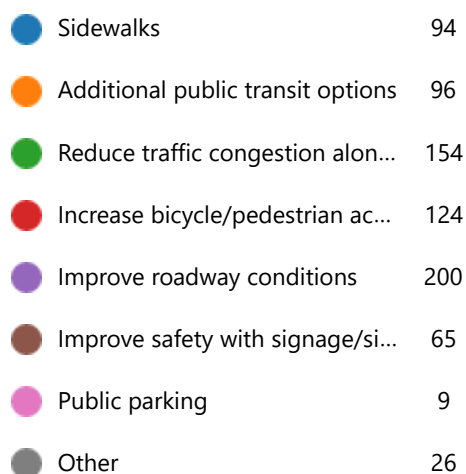 Sidewalks 94
Additional public transit options 96
Reduce traffic congestion alon... 154
Increase bicycle/pedestrian ac... 124
Improve roadway conditions 200
Improve safety with signage/si... 65
Public parking 9
Other 26